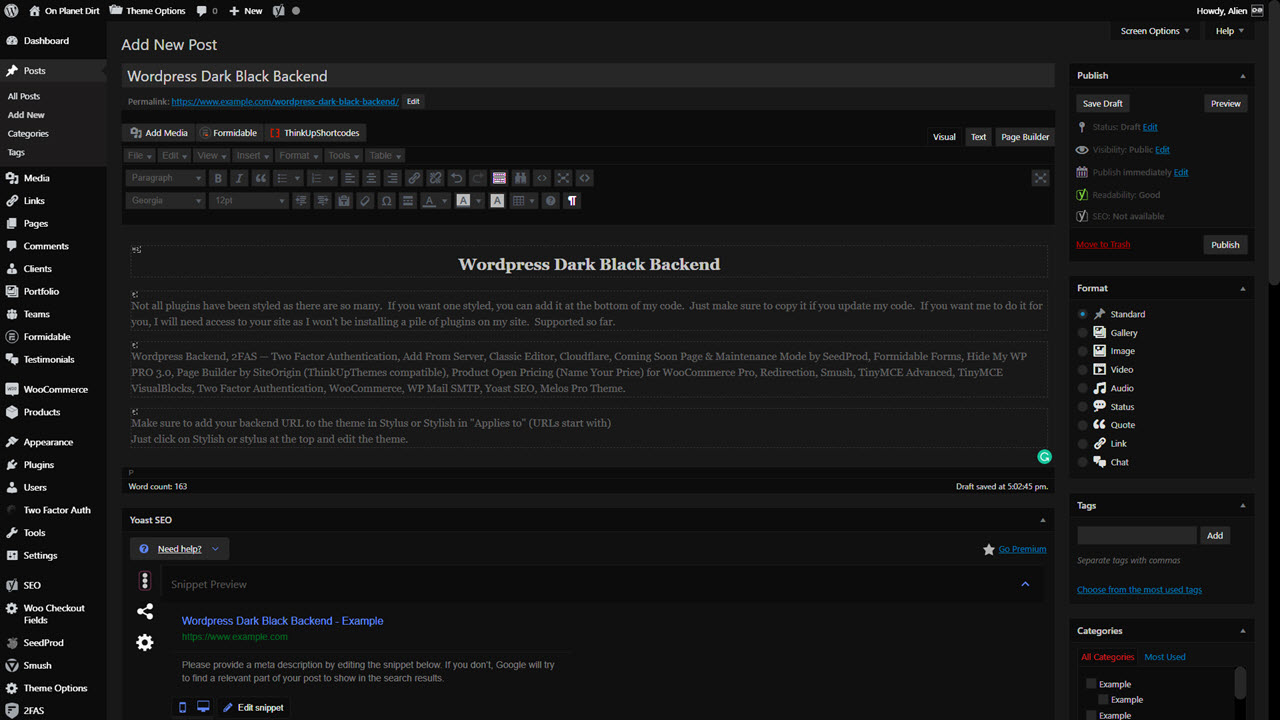 On Planet Dirt Theme Options 0 New Howdy, Alien
Screen Options Help
Dashboard
Posts
All Posts
Add New
Categories
Tags
Media
Links
Pages
Comments
Clients
Portfolio
Teams
Formidable
Testimonials
WooCommerce
Products
Appearance
Plugins
Users
Two Factor Auth
Tools
Settings
SEO
Woo Checkout
Fields
SeedProd
Smush
Theme Options
2FAS
Add New Post
Wordpress Dark Black Backend
Permalink: https://www.example.com/wordpress-dark-black-backend/ Edit
Add Media Formidable ThinkUpShortcodes
Visual Text Page Builder
File Edit View Insert Format Tools Table
Paragraph B I
Georgia 12pt A A A
Wordpress Dark Black Backend
Not all plugins have been styled as there are so many. If you want one styled, you can add it at the bottom of my code. Just make sure to copy it if you update my code. If you want me to do it for
you, I will need access to your site as I won't be installing a pile of plugins on my site. Supported so far.
Wordpress Backend, 2FAS — Two Factor Authentication, Add From Server, Classic Editor, Cloudflare, Coming Soon Page & Maintenance Mode by SeedProd, Formidable Forms, Hide My WP
PRO 3.0, Page Builder by SiteOrigin (ThinkUpThemes compatible), Product Open Pricing (Name Your Price) for WooCommerce Pro, Redirection, Smush, TinyMCE Advanced, TinyMCE
VisualBlocks, Two Factor Authentication, WooCommerce, WP Mail SMTP, Yoast SEO, Melos Pro Theme.
Make sure to add your backend URL to the theme in Stylus or Stylish in "Applies to" (URLs start with)
Just click on Stylish or stylus at the top and edit the theme.
P
Word count: 163 Draft saved at 5:02:45 pm.
Yoast SEO
Need help? Go Premium
Snippet Preview
Wordpress Dark Black Backend - Example
https://www.example.com
Please provide a meta description by editing the snippet below. If you don't, Google will try
to find a relevant part of your post to show in the search results.
Edit snippet
Publish
Save Draft Preview
Status: Draft Edit
Visibility: Public Edit
Publish immediately Edit
Readability: Good
SEO: Not available
Move to Trash Publish
Format
Standard
Gallery
Image
Video
Audio
Status
Quote
Link
Chat
Tags
Add
Separate tags with commas
Choose from the most used tags
Categories
All Categories Most Used
Example
Example
Example